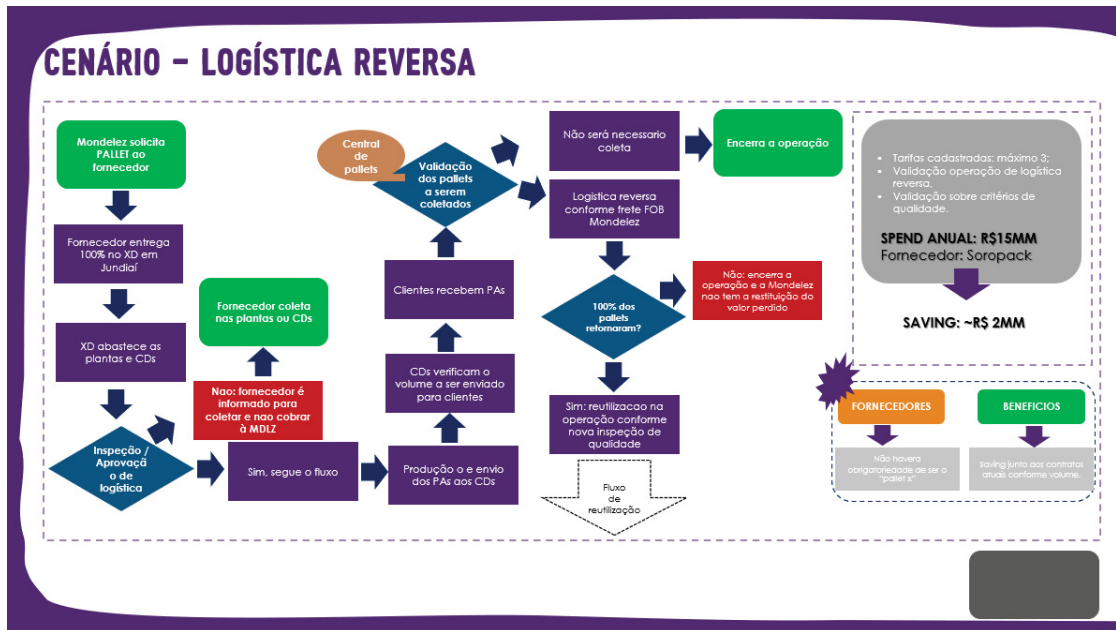 CENÁRIO – LOGÍSTICA REVERSA
Mondelez solicita
PALLET ao
fornecedor
Fornecedor entrega
100% no XD em
Jundiaí
XD abastece as
plantas e CDs
Inspeção /
Aprovaçã
o de
logística
Fornecedor coleta
nas plantas ou CDs
Nao: fornecedor é
informado para
coletar e nao cobrar
à MDLZ
Sim, segue o fluxo
Produção o e envio
dos PAs aos CDs
CDs verificam o
volume a ser enviado
para clientes
Clientes recebem PAs
Central
de
pallets
Validação
dos pallets
a serem
coletados
Não será necessario
coleta
Encerra a operação
Logistica reversa
conforme frete FOB
Mondelez
100% dos
pallets
retornaram?
Não: encerra a
operação e a Mondelez
nao tem a restituição do
valor perdido
Sim: reutilizacao na
operação conforme
nova inspeção de
qualidade
Fluxo
de
reutilização
• Tarifas cadastradas: máximo 3;
• Validação operação de logística
reversa,
• Validação sobre critérios de
qualidade.
SPEND ANUAL: R$15MM
Fornecedor: Soropack
SAVING: ~R$ 2MM
FORNECEDORES
Não havera
obrigatoriedade de ser o
"pallet x"
BENEFICIOS
Saving junto aos contratos
atuais conforme volume.